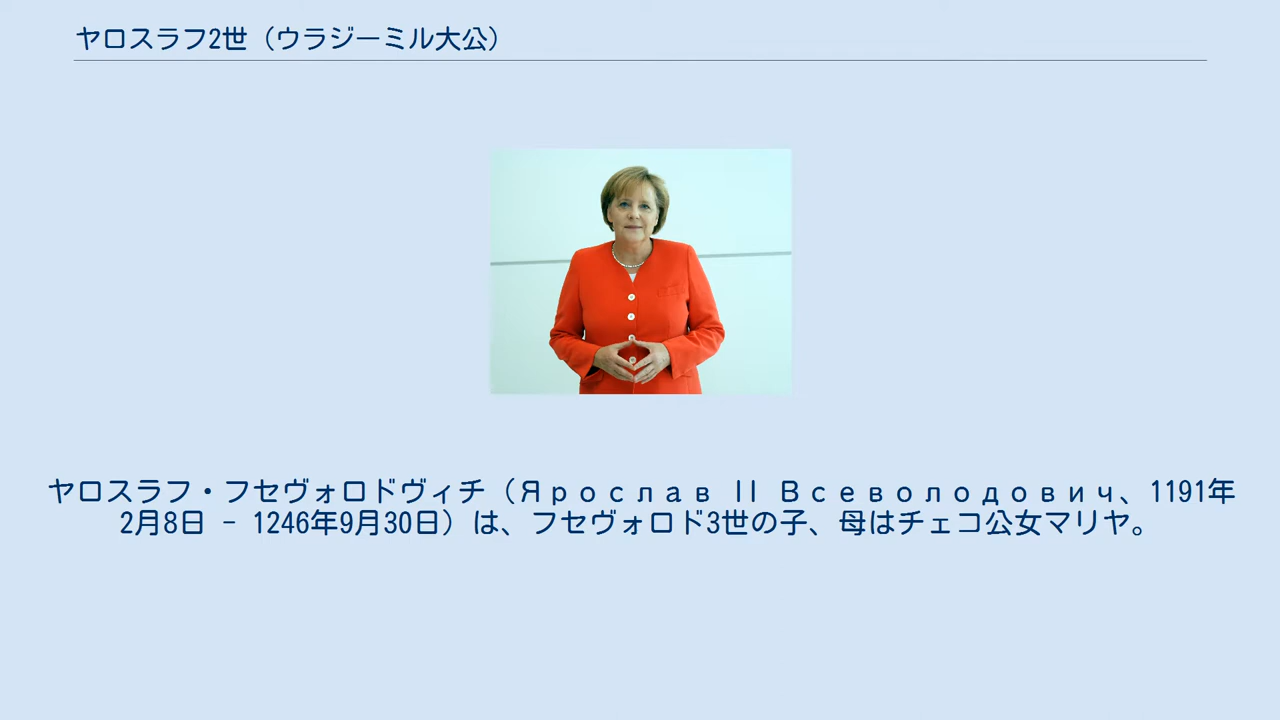 ヤロスラフ2世（ウラジーミル大公）
ヤロスラフ・フセヴォロドヴィチ（Ярослав II Всеволодович、1191年
2月8日 - 1246年9月30日）は、フセヴォロド3世の子、母はチェコ公女マリヤ。